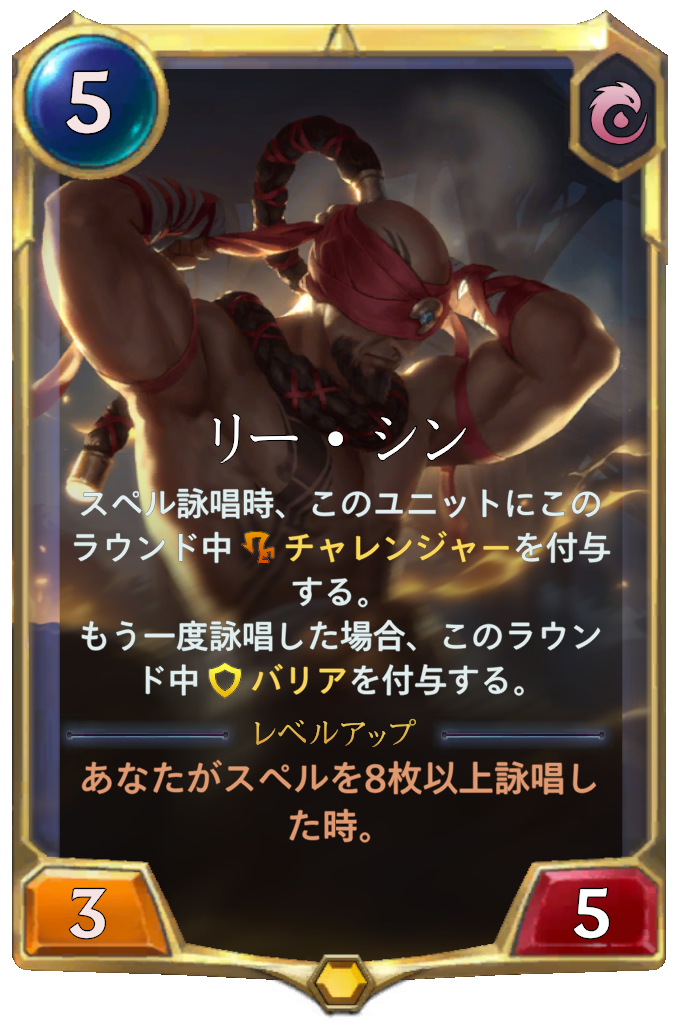 5
リー・シン
スペル詠唱時、このユニットにこの
ラウンド中 チャレンジャーを付与
する。
もう一度詠唱した場合、このラウン
ド中 バリアを付与する。
レベルアップ
あなたがスペルを8枚以上詠唱し
た時。
3
5